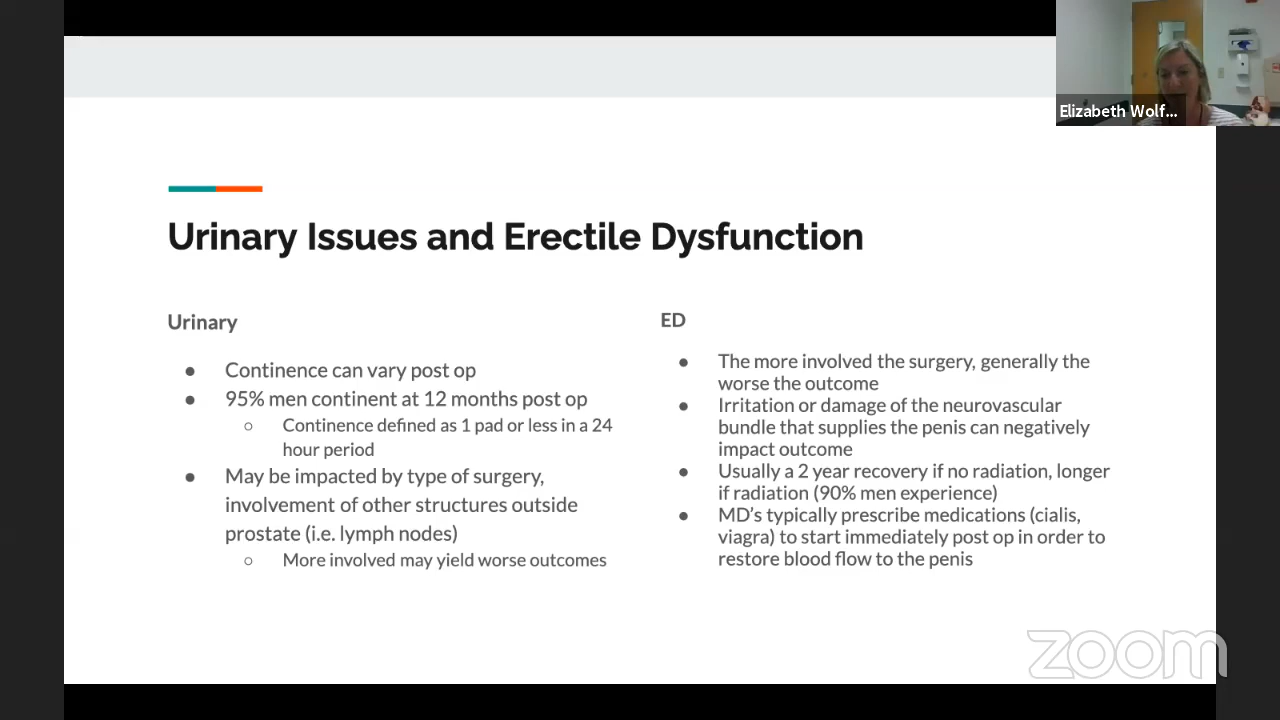 Elizabeth Wolf...
Urinary Issues and Erectile Dysfunction
Urinary
● Continence can vary post op
● 95% men continent at 12 months post op
○ Continence defined as 1 pad or less in a 24
hour period
● May be impacted by type of surgery,
involvement of other structures outside
prostate (i.e. lymph nodes)
○ More involved may yield worse outcomes
ED
● The more involved the surgery, generally the
worse the outcome
● Irritation or damage of the neurovascular
bundle that supplies the penis can negatively
impact outcome
● Usually a 2 year recovery if no radiation, longer
if radiation (90% men experience)
● MD's typically prescribe medications (cialis,
viagra) to start immediately post op in order to
restore blood flow to the penis
zoom